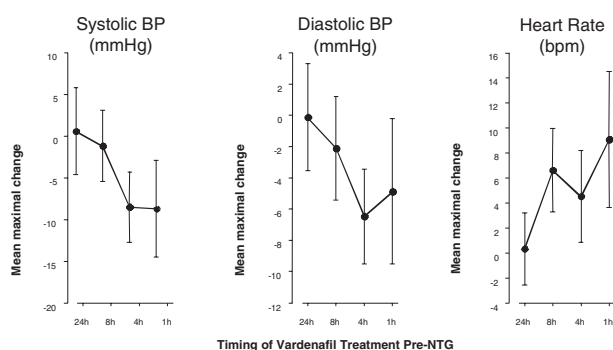 Systolic BP
(mmHg)
Mean maximal change
10
5
0
-5
-10
-15
-20
24h 8h 4h 1h
Diastolic BP
(mmHg)
Mean maximal change
4
2
0
-2
-4
-6
-8
-10
-12
24h 8h 4h 1h
Heart Rate
(bpm)
Mean maximal change
16
14
12
10
8
6
4
2
0
-2
-4
24h 8h 4h 1h
Timing of Vardenafil Treatment Pre-NTG